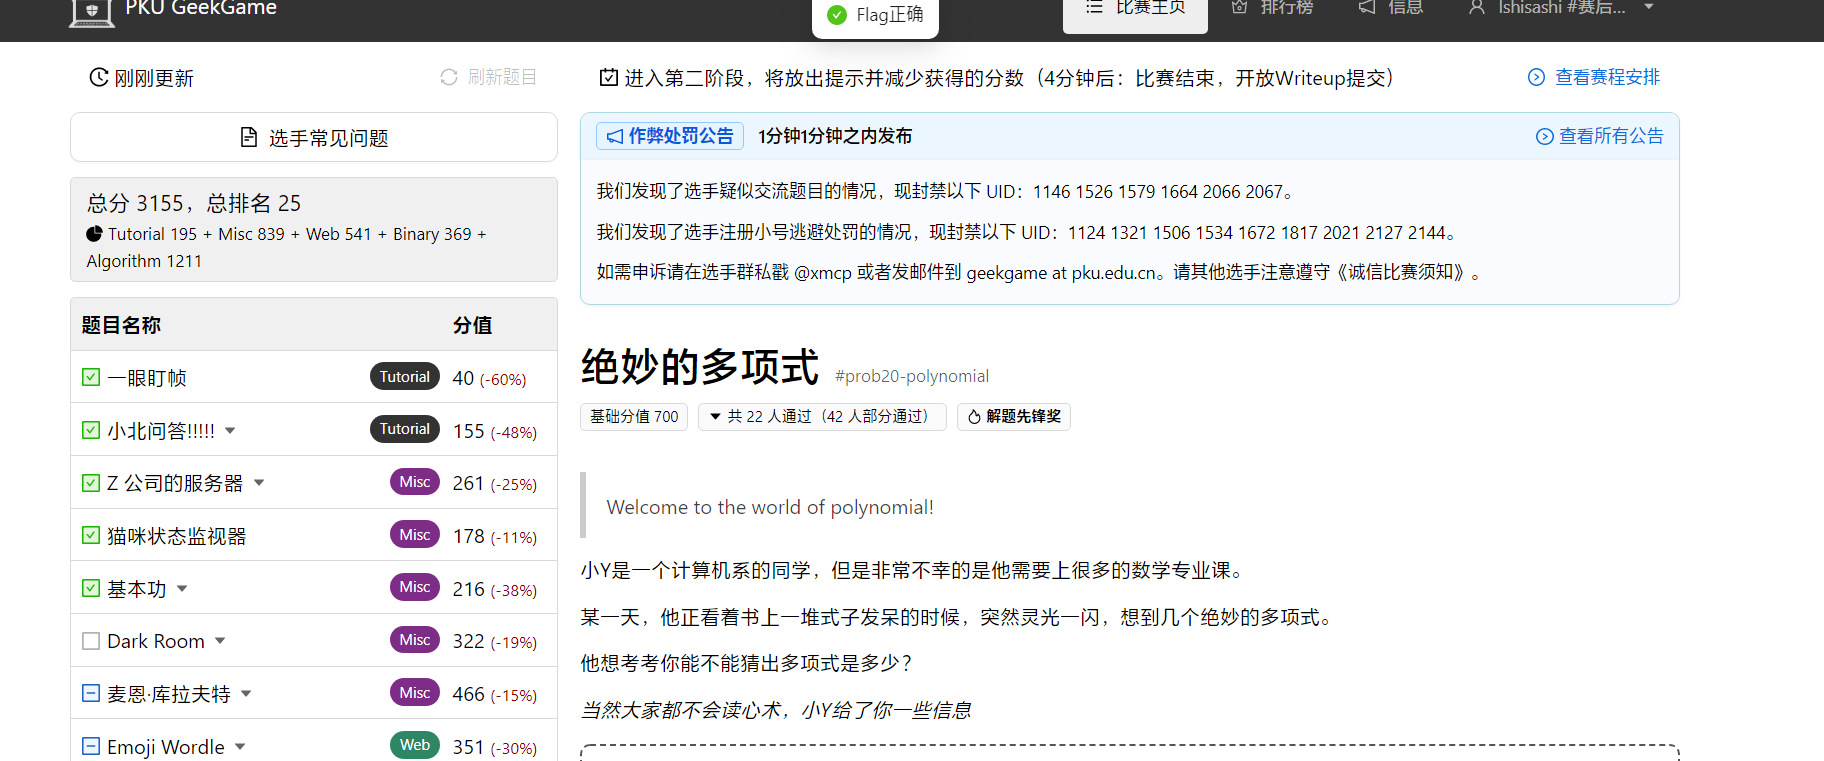 PKU GeekGame
Flag正确
比赛主页
排行榜
信息
Ishisashi #赛后...
刚刚更新
刷新题目
进入第二阶段，将放出提示并减少获得的分数（4分钟后：比赛结束，开放Writeup提交）
查看赛程安排
选手常见问题
总分 3155，总排名 25
Tutorial 195 + Misc 839 + Web 541 + Binary 369 +
Algorithm 1211
题目名称 分值
一眼盯帧 Tutorial 40 (-60%)
小北问答!!!!! Tutorial 155 (-48%)
Z 公司的服务器 Misc 261 (-25%)
猫咪状态监视器 Misc 178 (-11%)
基本功 Misc 216 (-38%)
Dark Room Misc 322 (-19%)
麦恩·库拉夫特 Misc 466 (-15%)
Emoji Wordle Web 351 (-30%)
作弊处罚公告 1分钟1分钟之内发布
查看所有公告
我们发现了选手疑似交流题目的情况，现封禁以下 UID：1146 1526 1579 1664 2066 2067。
我们发现了选手注册小号逃避处罚的情况，现封禁以下 UID：1124 1321 1506 1534 1672 1817 2021 2127 2144。
如需申诉请在选手群私戳 @xmcp 或者发邮件到 geekgame at pku.edu.cn。请其他选手注意遵守《诚信比赛须知》。
绝妙的多项式 #prob20-polynomial
基础分值 700 共 22 人通过（42 人部分通过） 解题先锋奖
Welcome to the world of polynomial!
小Y是一个计算机系的同学，但是非常不幸的是他需要上很多的数学专业课。
某一天，他正看着书上一堆式子发呆的时候，突然灵光一闪，想到几个绝妙的多项式。
他想考考你能不能猜出多项式是多少？
当然大家都不会读心术，小Y给了你一些信息